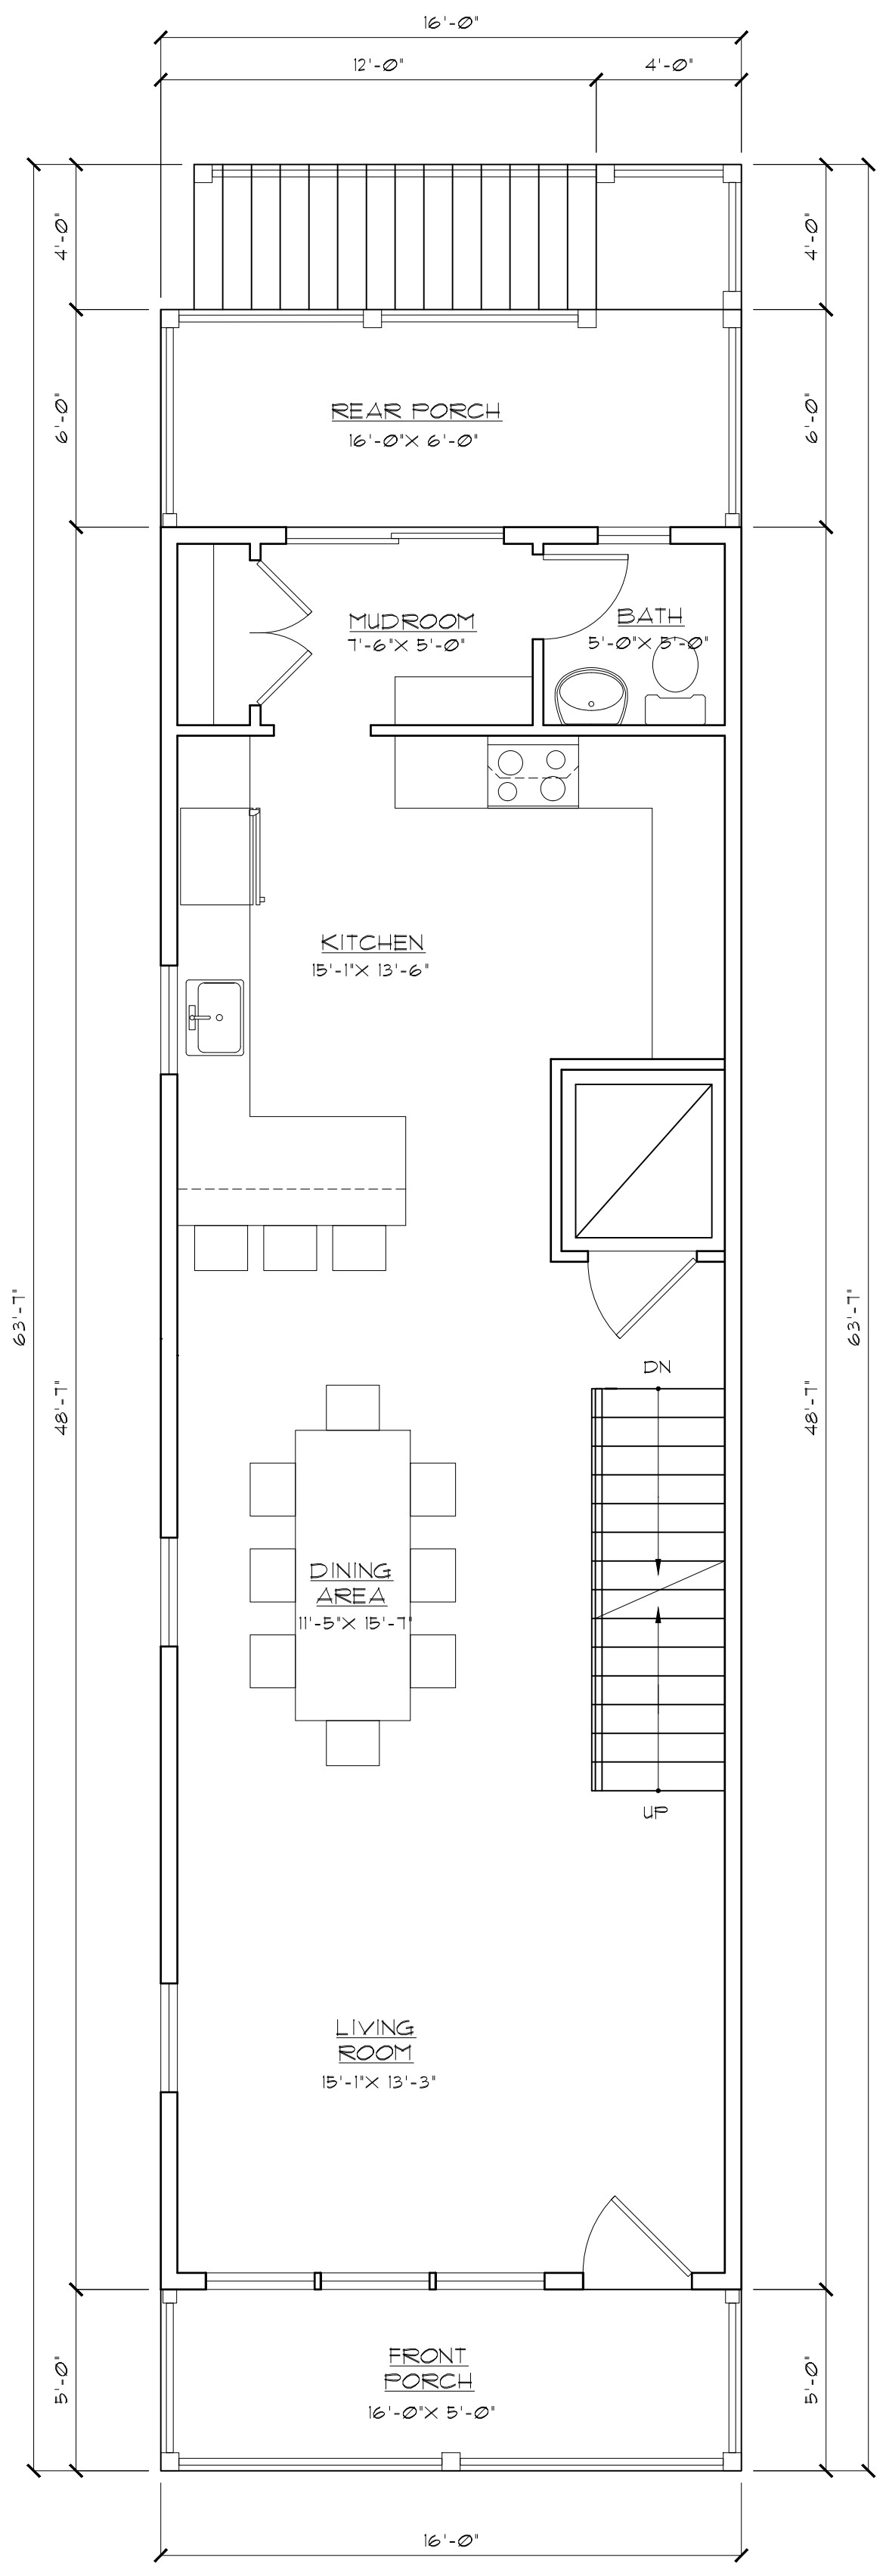 16'-0"
12'-0"
4'-0"
4'-0"
4'-0"
6'-0"
6'-0"
REAR PORCH
16'-0"X 6'-0"
MUDROOM
7'-6"X 5'-0"
BATH
5'-0"X 5'-0"
KITCHEN
15'-1"X 13'-6"
63'-7"
63'-7"
DN
48'-7"
48'-7"
DINING
AREA
11'-5"X 15'-7"
UP
LIVING
ROOM
15'-1"X 13'-3"
FRONT
PORCH
16'-0"X 5'-0"
5'-0"
5'-0"
16'-0"